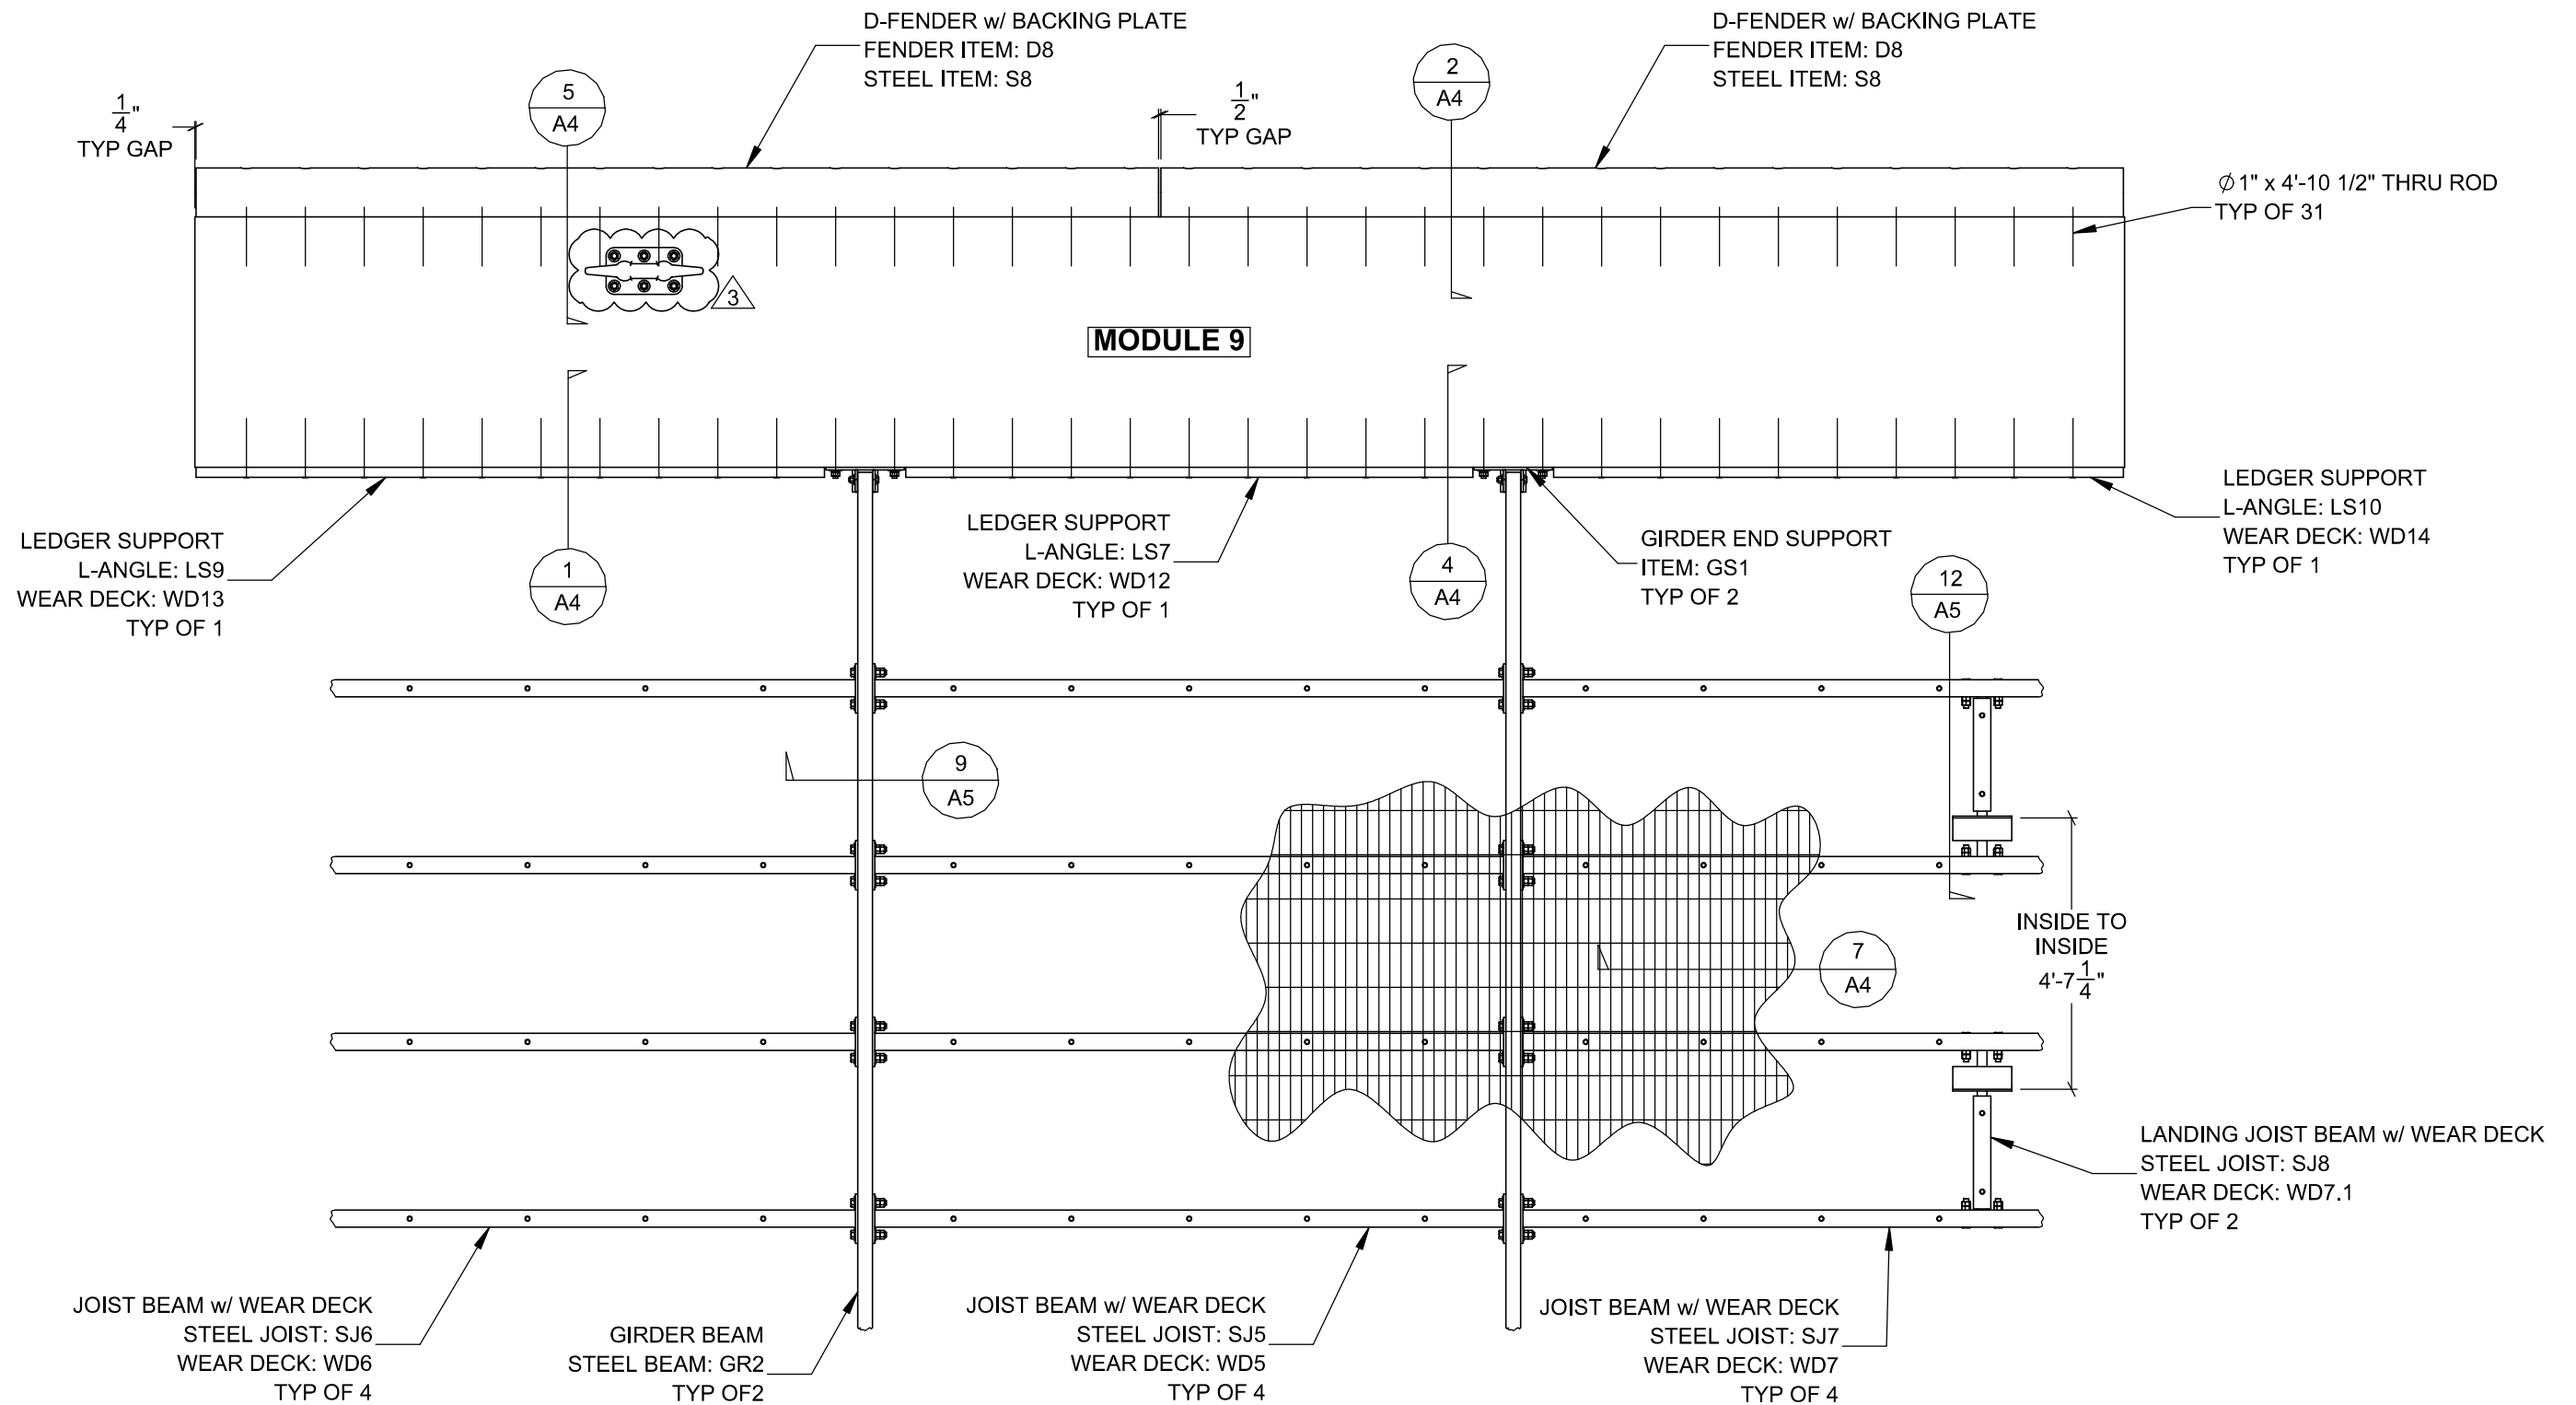 D-FENDER w/ BACKING PLATE
FENDER ITEM: D8
STEEL ITEM: S8
D-FENDER w/ BACKING PLATE
FENDER ITEM: D8
STEEL ITEM: S8
1/4"
TYP GAP
5
A4
1/2"
TYP GAP
2
A4
Ø 1" x 4'-10 1/2" THRU ROD
TYP OF 31
3
MODULE 9
LEDGER SUPPORT
L-ANGLE: LS9
WEAR DECK: WD13
TYP OF 1
1
A4
LEDGER SUPPORT
L-ANGLE: LS7
WEAR DECK: WD12
TYP OF 1
4
A4
GIRDER END SUPPORT
ITEM: GS1
TYP OF 2
12
A5
LEDGER SUPPORT
L-ANGLE: LS10
WEAR DECK: WD14
TYP OF 1
9
A5
7
A4
INSIDE TO
INSIDE
4'-7 1/4"
LANDING JOIST BEAM w/ WEAR DECK
STEEL JOIST: SJ8
WEAR DECK: WD7.1
TYP OF 2
JOIST BEAM w/ WEAR DECK
STEEL JOIST: SJ6
WEAR DECK: WD6
TYP OF 4
GIRDER BEAM
STEEL BEAM: GR2
TYP OF2
JOIST BEAM w/ WEAR DECK
STEEL JOIST: SJ5
WEAR DECK: WD5
TYP OF 4
JOIST BEAM w/ WEAR DECK
STEEL JOIST: SJ7
WEAR DECK: WD7
TYP OF 4